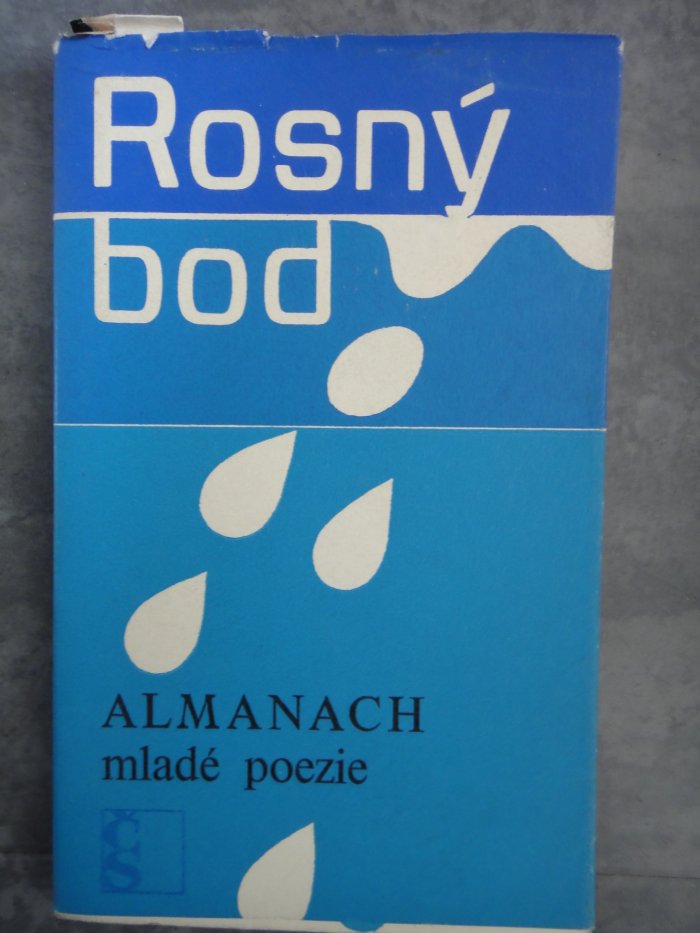 Rosný
bod
ALMANACH
mladé poezie
ČS